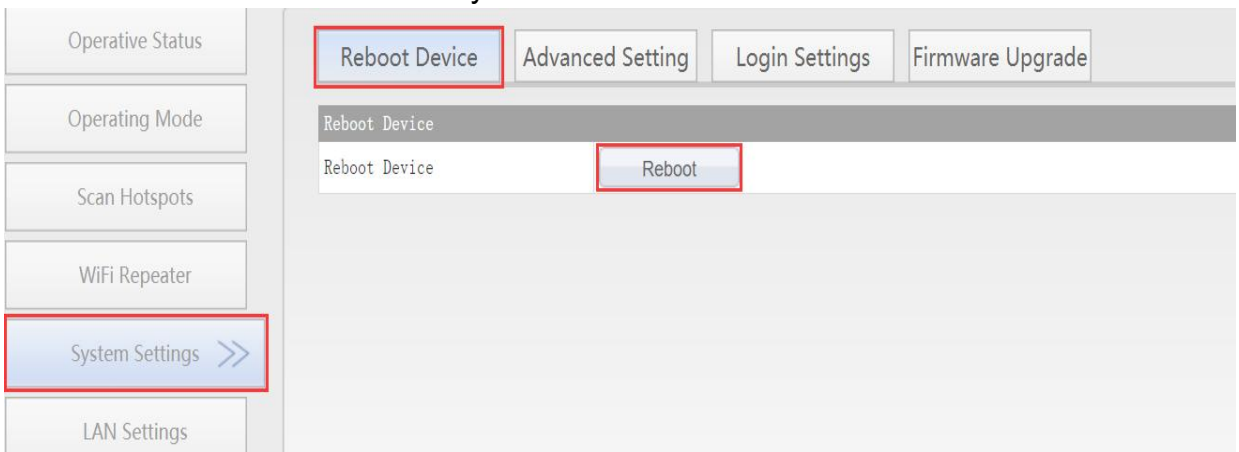 Operative Status
Operating Mode
Scan Hotspots
WiFi Repeater
System Settings
LAN Settings
Reboot Device
Advanced Setting
Login Settings
Firmware Upgrade
Reboot Device
Reboot Device
Reboot